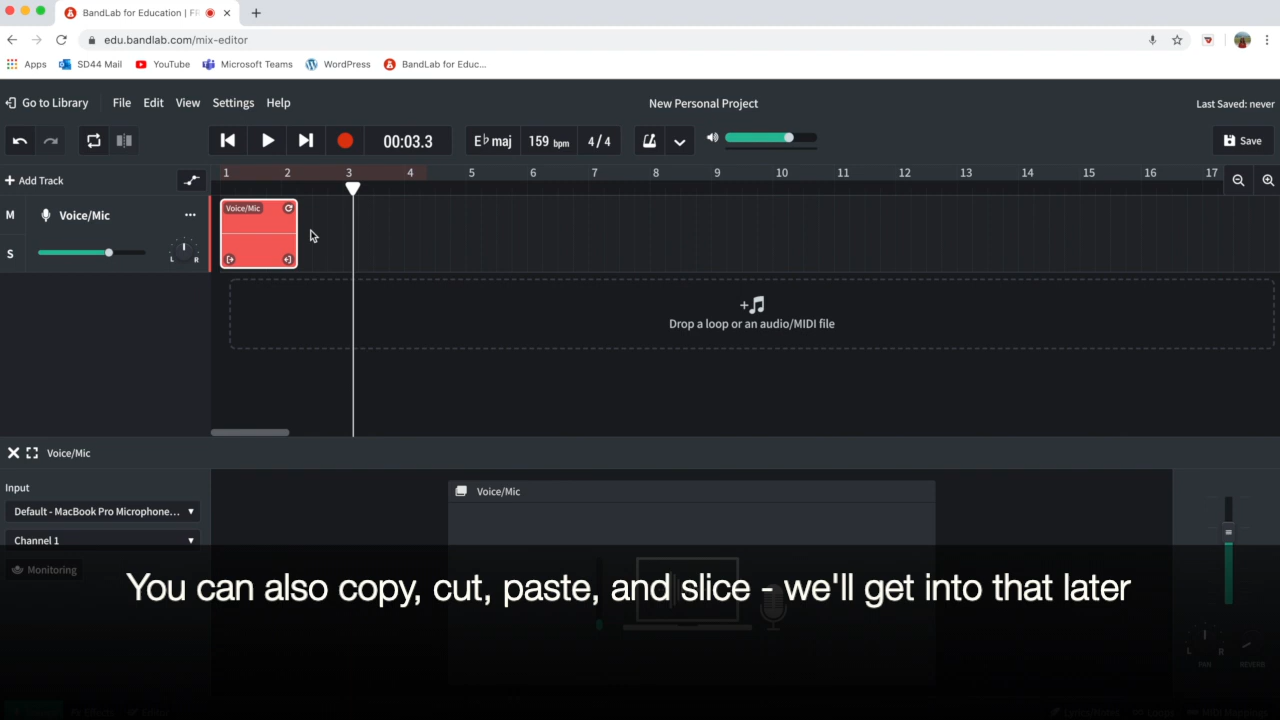 BandLab for Education | FR
edu.bandlab.com/mix-editor
Apps SD44 Mail YouTube Microsoft Teams WordPress BandLab for Educ...
Go to Library File Edit View Settings Help New Personal Project Last Saved: never
00:03.3 E♭ maj 159 bpm 4/4 Save
+ Add Track 1 2 3 4 5 6 7 8 9 10 11 12 13 14 15 16 17
M Voice/Mic ... Voice/Mic
S L R
Drop a loop or an audio/MIDI file
Voice/Mic
Input
Voice/Mic
Default - MacBook Pro Microphone...
Channel 1
Monitoring
You can also copy, cut, paste, and slice - we'll get into that later
L R
PAN REVERB